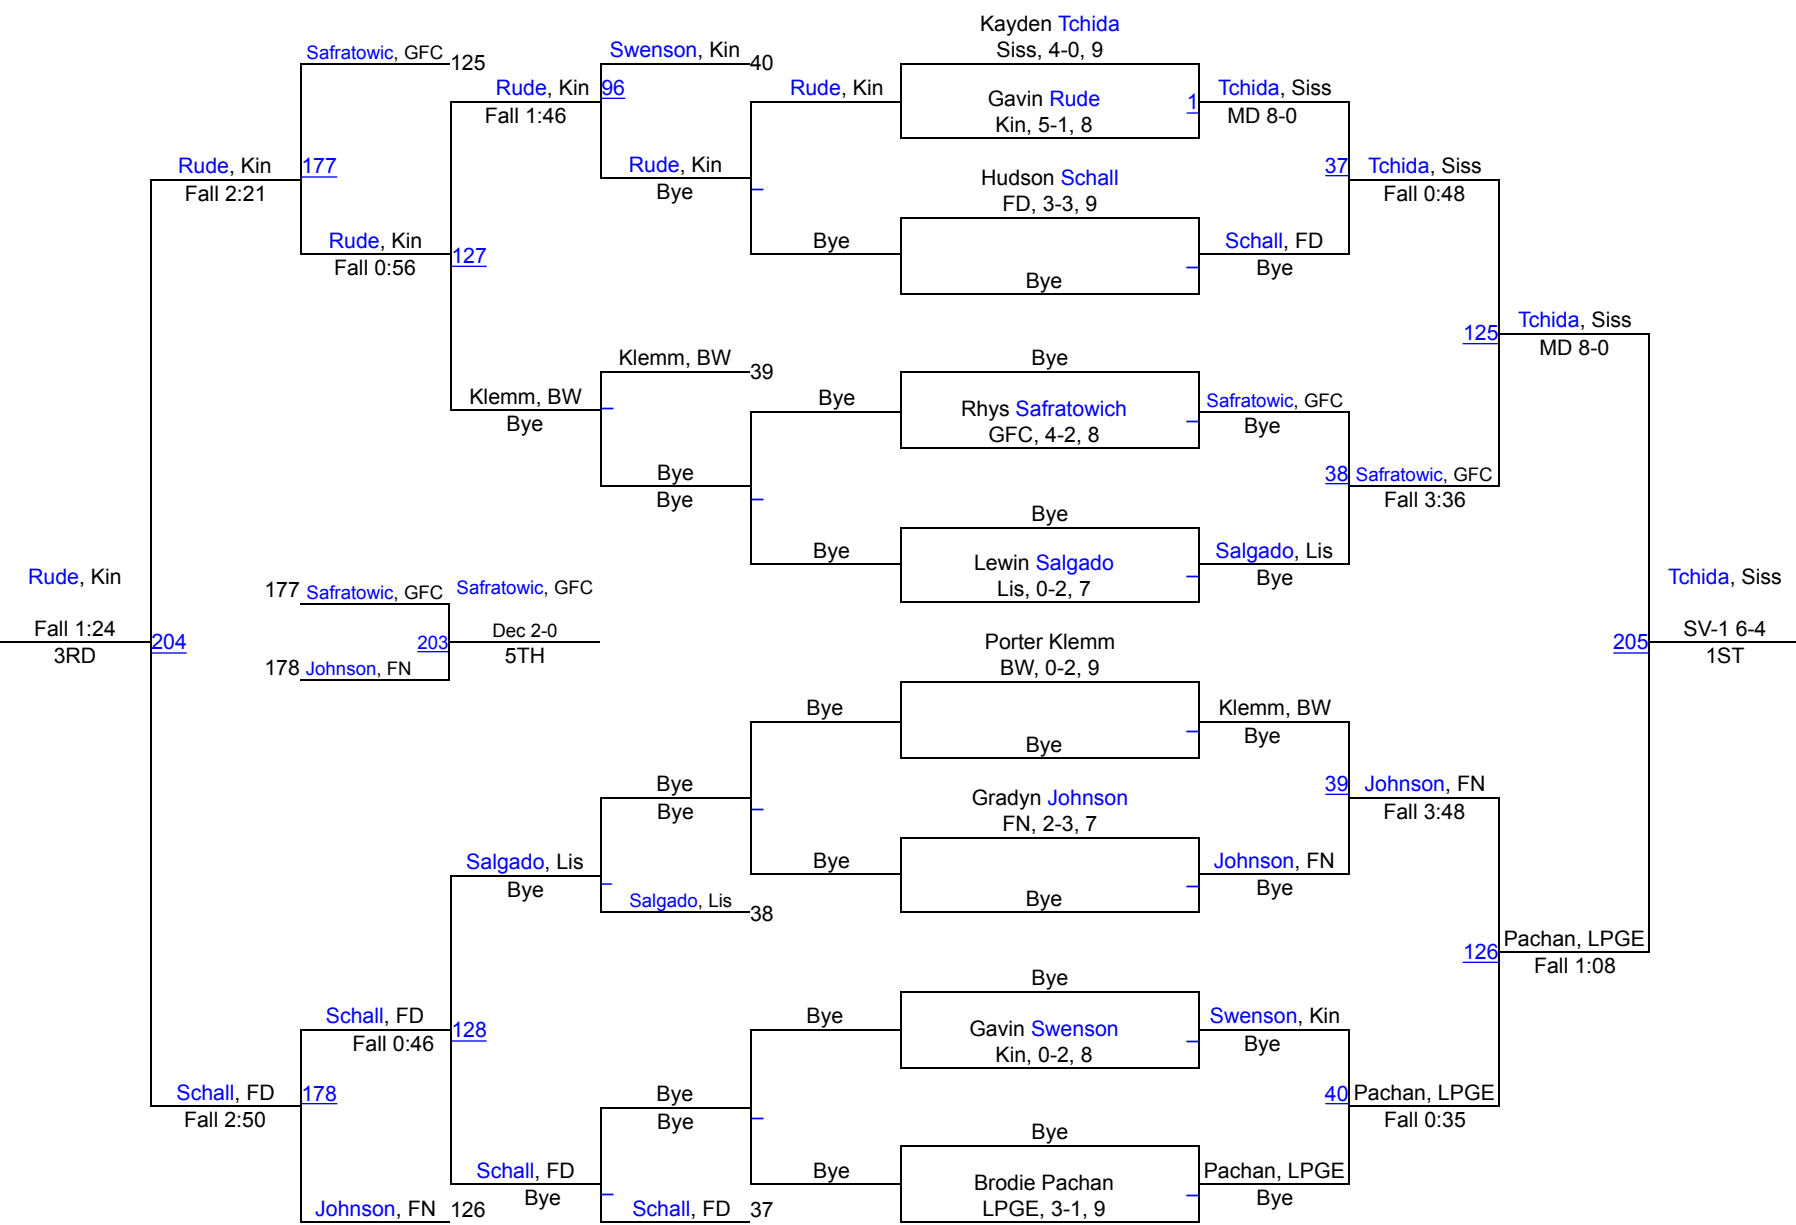 Kayden Tchida
Siss, 4-0, 9
Safratowic, GFC 125
Swenson, Kin 40
Rude, Kin 96
Fall 1:46
Rude, Kin
Gavin Rude
Kin, 5-1, 8
1
Tchida, Siss
MD 8-0
Rude, Kin
Fall 2:21
177
Rude, Kin
Bye
Hudson Schall
FD, 3-3, 9
37
Tchida, Siss
Fall 0:48
Rude, Kin
Fall 0:56
127
Bye
Bye
Schall, FD
Bye
125
Tchida, Siss
MD 8-0
Klemm, BW 39
Bye
Klemm, BW
Bye
Bye
Rhys Safratowich
GFC, 4-2, 8
Safratowic, GFC
Bye
Bye
Bye
38
Safratowic, GFC
Fall 3:36
Bye
Bye
Lewin Salgado
Lis, 0-2, 7
Salgado, Lis
Bye
Rude, Kin
Fall 1:24
3RD
204
177 Safratowic, GFC
178 Johnson, FN
203
Safratowic, GFC
Dec 2-0
5TH
Tchida, Siss
205
SV-1 6-4
1ST
Porter Klemm
BW, 0-2, 9
Bye
Bye
Klemm, BW
Bye
Bye
Bye
Gradyn Johnson
FN, 2-3, 7
39
Johnson, FN
Fall 3:48
Salgado, Lis
Bye
Bye
Bye
Johnson, FN
Bye
Salgado, Lis 38
126
Pachan, LPGE
Fall 1:08
Bye
Schall, FD
Fall 0:46
128
Bye
Gavin Swenson
Kin, 0-2, 8
Swenson, Kin
Bye
Schall, FD
Fall 2:50
178
Bye
Bye
40
Pachan, LPGE
Fall 0:35
Bye
Schall, FD
Bye
Bye
Brodie Pachan
LPGE, 3-1, 9
Pachan, LPGE
Bye
Johnson, FN 126
Schall, FD 37